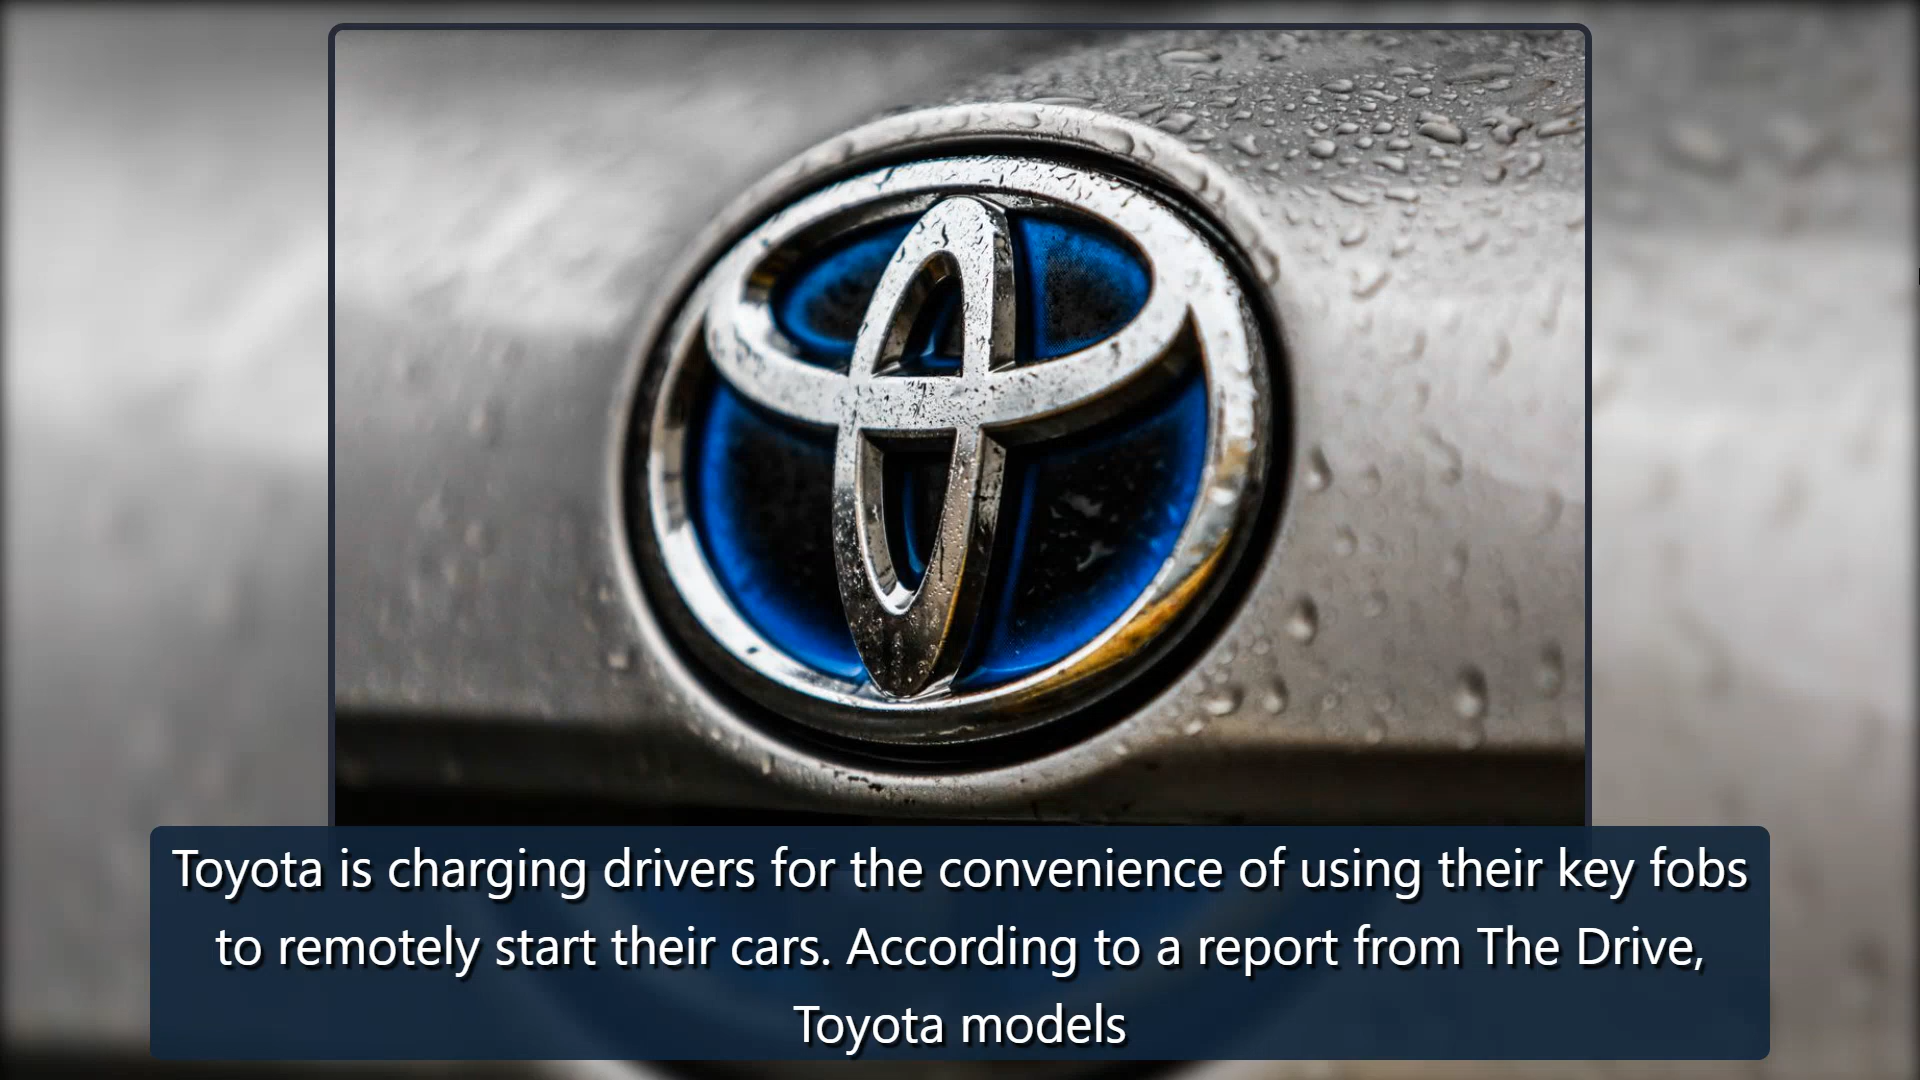 Toyota is charging drivers for the convenience of using their key fobs
to remotely start their cars. According to a report from The Drive,
Toyota models